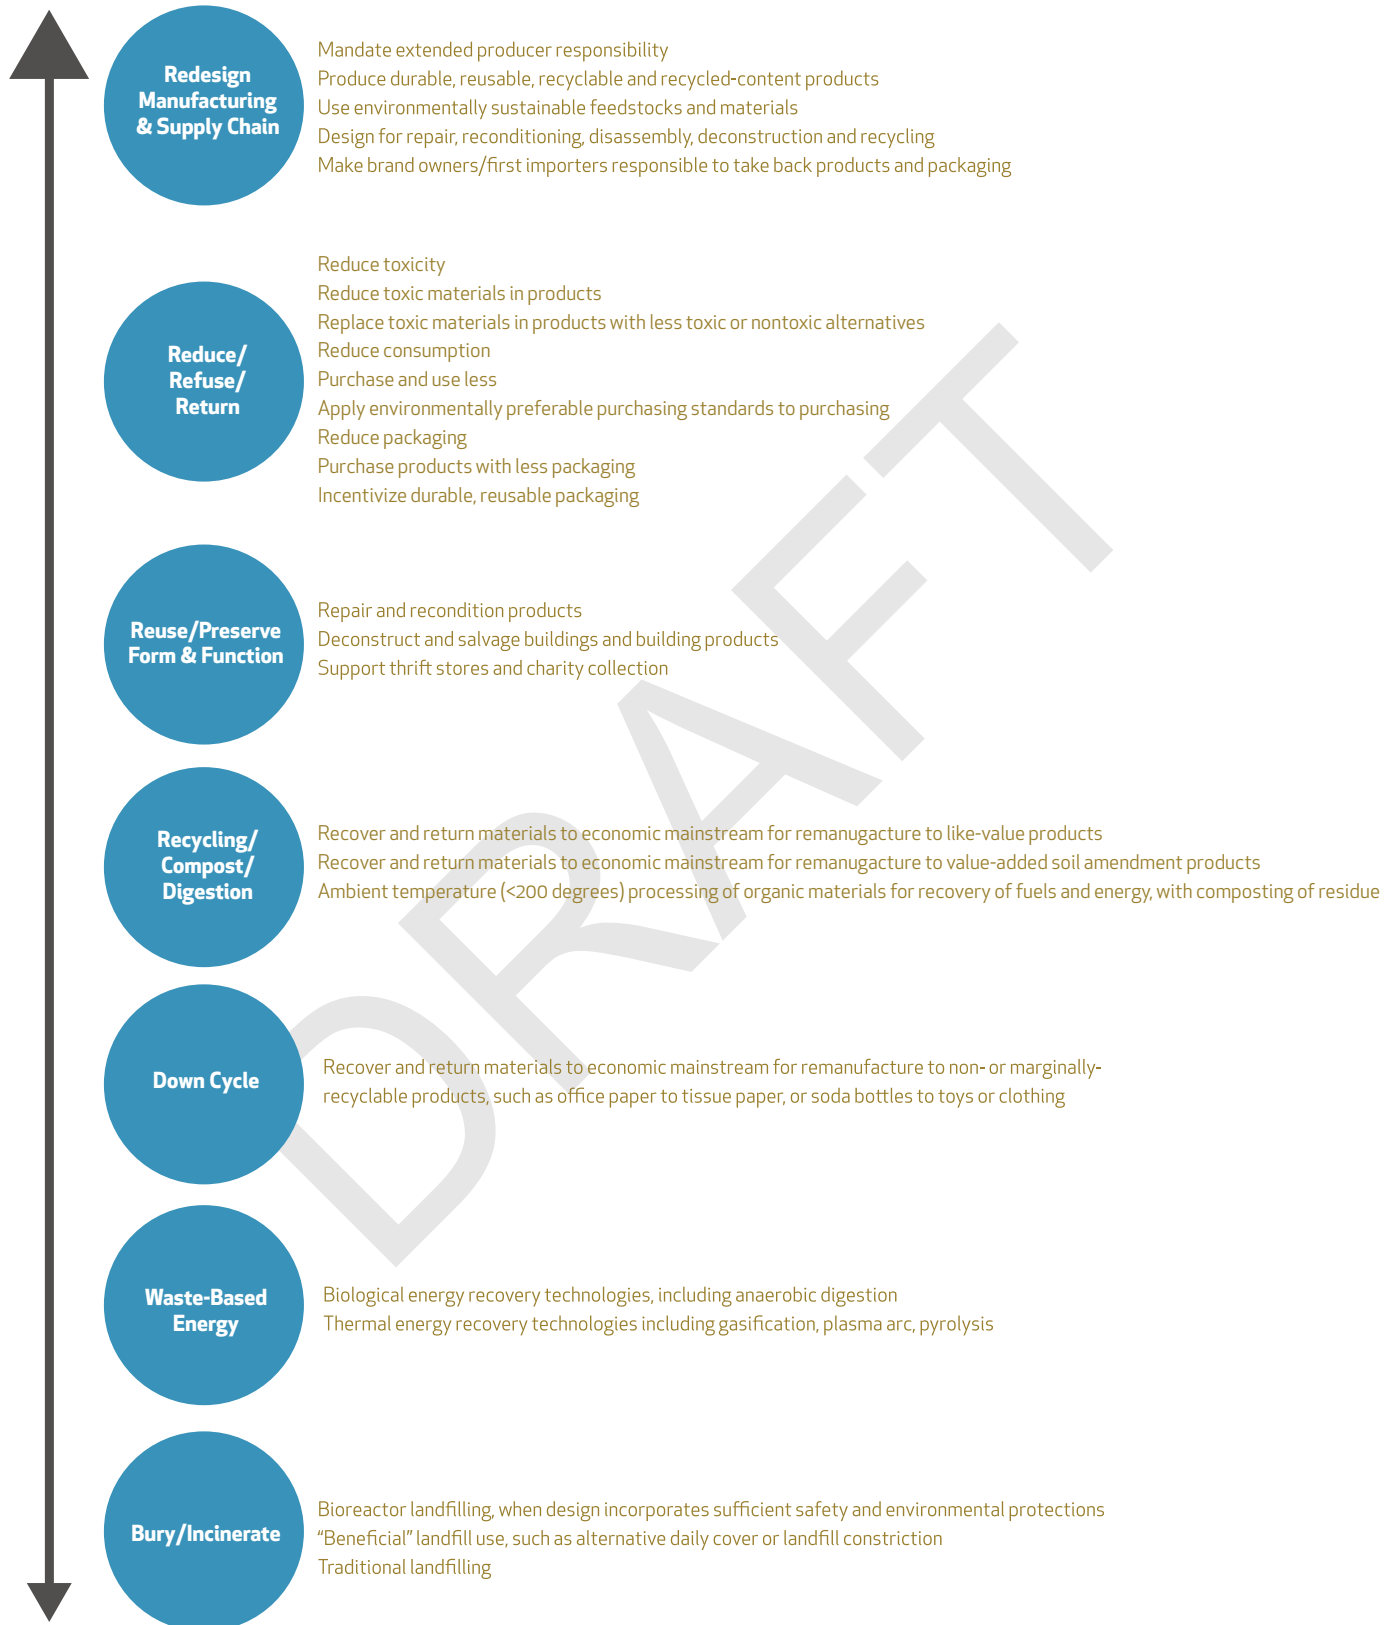 Redesign
Manufacturing
& Supply Chain
Mandate extended producer responsibility
Produce durable, reusable, recyclable and recycled-content products
Use environmentally sustainable feedstocks and materials
Design for repair, reconditioning, disassembly, deconstruction and recycling
Make brand owners/first importers responsible to take back products and packaging
Reduce/
Refuse/
Return
Reduce toxicity
Reduce toxic materials in products
Replace toxic materials in products with less toxic or nontoxic alternatives
Reduce consumption
Purchase and use less
Apply environmentally preferable purchasing standards to purchasing
Reduce packaging
Purchase products with less packaging
Incentivize durable, reusable packaging
Reuse/Preserve
Form & Function
Repair and recondition products
Deconstruct and salvage buildings and building products
Support thrift stores and charity collection
Recycling/
Compost/
Digestion
Recover and return materials to economic mainstream for remanugacture to like-value products
Recover and return materials to economic mainstream for remanugacture to value-added soil amendment products
Ambient temperature (<200 degrees) processing of organic materials for recovery of fuels and energy, with composting of residue
Down Cycle
Recover and return materials to economic mainstream for remanufacture to non- or marginally-
recyclable products, such as office paper to tissue paper, or soda bottles to toys or clothing
Waste-Based
Energy
Biological energy recovery technologies, including anaerobic digestion
Thermal energy recovery technologies including gasification, plasma arc, pyrolysis
Bury/Incinerate
Bioreactor landfilling, when design incorporates sufficient safety and environmental protections
“Beneficial” landfill use, such as alternative daily cover or landfill constriction
Traditional landfilling
DRAFT